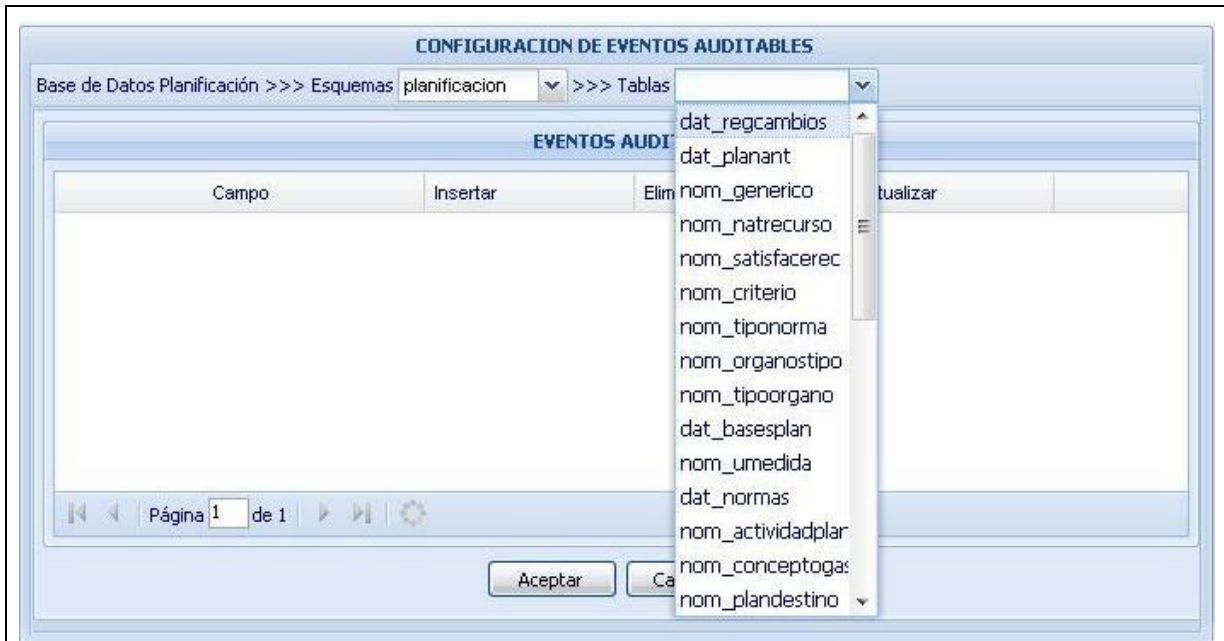 CONFIGURACION DE EVENTOS AUDITABLES
Base de Datos Planificación >>> Esquemas planificacion >>> Tablas
EVENTOS AUDI
Campo Insertar Elim tualizar
dat_regcambios
dat_planant
nom_generico
nom_natrecurso
nom_satisfacerec
nom_criterio
nom_tiponorma
nom_organostipo
nom_tipoorgano
dat_basesplan
nom_umedida
dat_normas
nom_actividadplan
nom_conceptogas
nom_plandestino
Página 1 de 1
Aceptar Ca